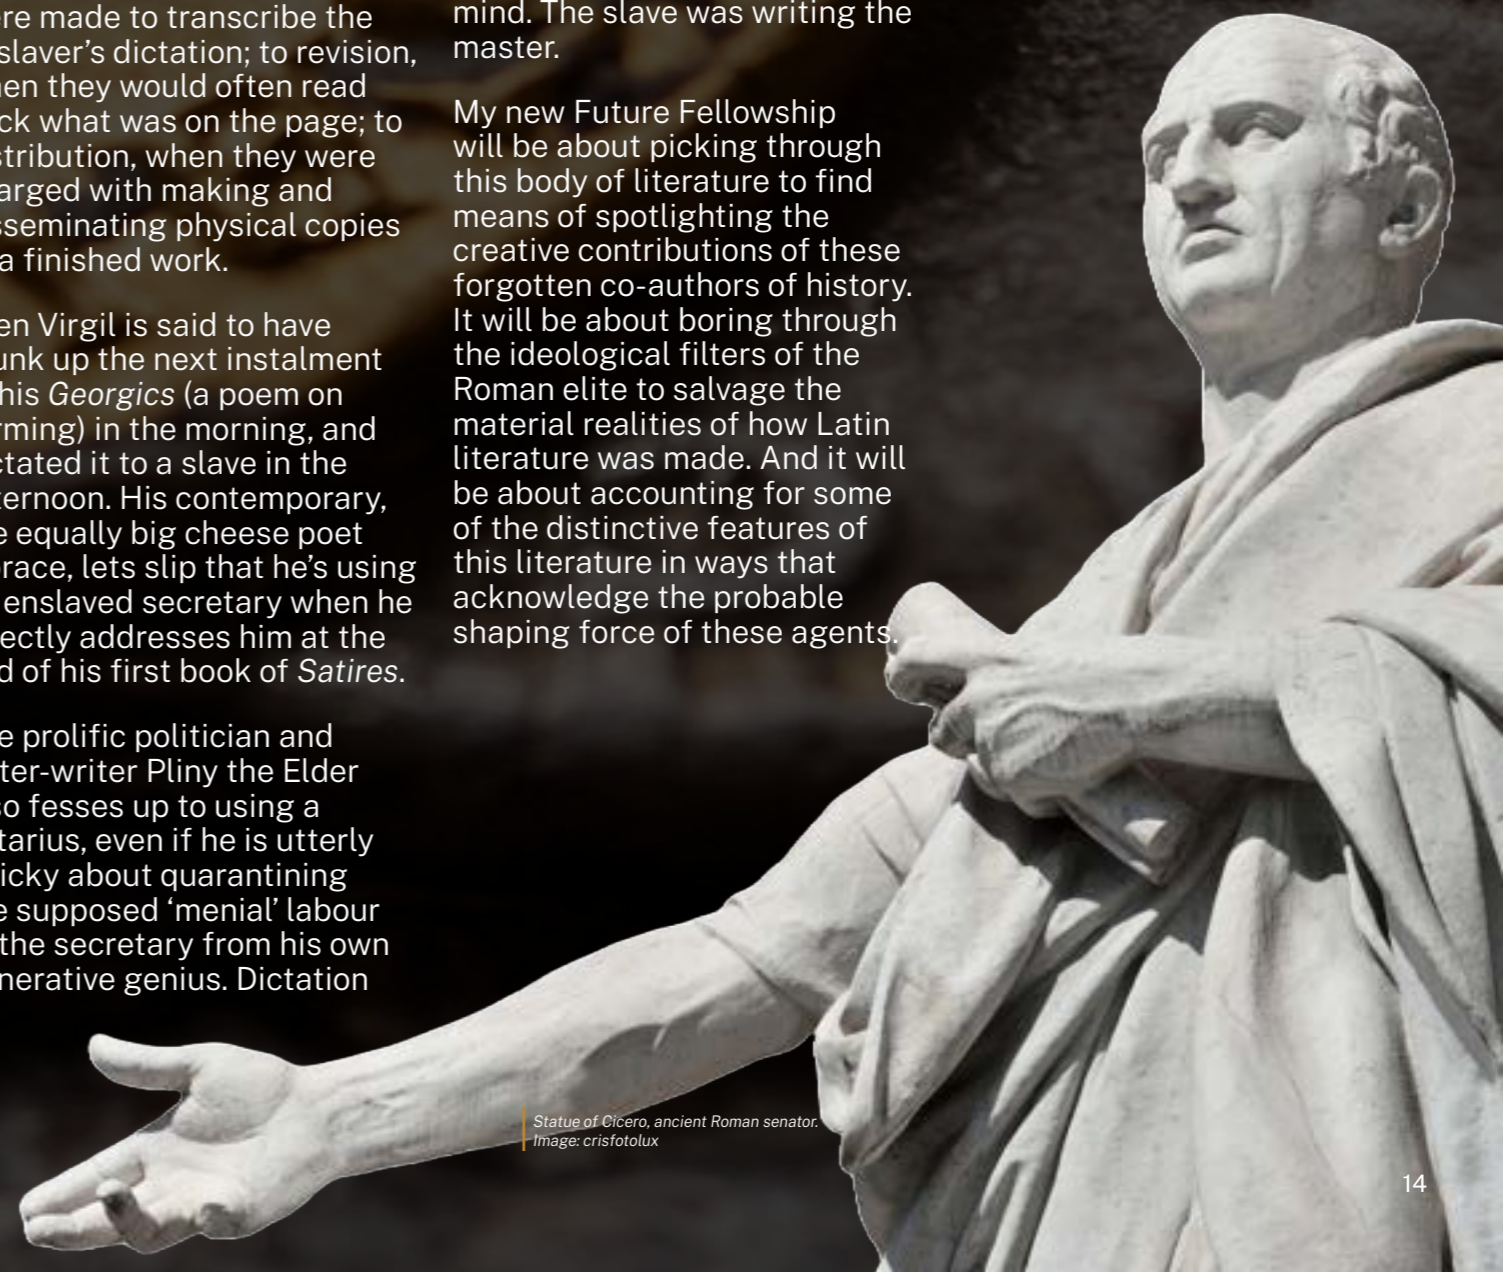 ere made to transcribe the
slaver's dictation; to revision,
hen they would often read
ck what was on the page; to
stribution, when they were
arged with making and
sseminating physical copies
a finished work.
en Virgil is said to have
unk up the next instalment
his Georgics (a poem on
rming) in the morning, and
ctated it to a slave in the
ternoon. His contemporary,
e equally big cheese poet
orace, lets slip that he's using
enslaved secretary when he
rectly addresses him at the
d of his first book of Satires.
e prolific politician and
ter-writer Pliny the Elder
so fesses up to using a
tarius, even if he is utterly
icky about quarantining
e supposed 'menial' labour
the secretary from his own
nerative genius. Dictation
mind. The slave was writing the
master.
My new Future Fellowship
will be about picking through
this body of literature to find
means of spotlighting the
creative contributions of these
forgotten co-authors of history.
It will be about boring through
the ideological filters of the
Roman elite to salvage the
material realities of how Latin
literature was made. And it will
be about accounting for some
of the distinctive features of
this literature in ways that
acknowledge the probable
shaping force of these agents.
Statue of Cicero, ancient Roman senator.
Image: crisfotolux
14